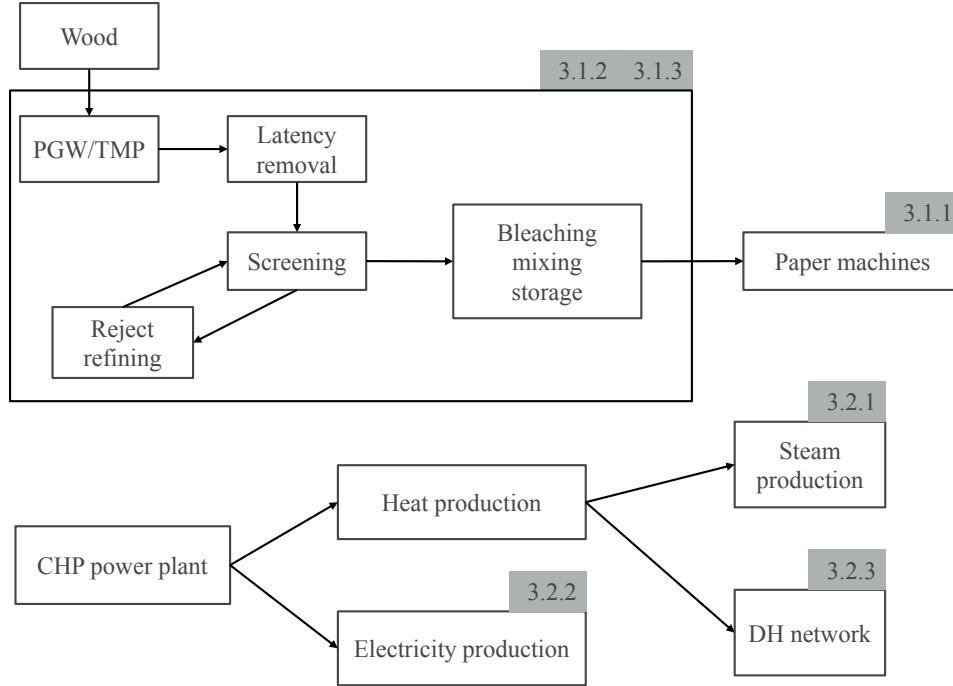 Wood
3.1.2 3.1.3
PGW/TMP
Latency
removal
3.1.1
Screening
Bleaching
mixing
storage
Paper machines
Reject
refining
3.2.1
Steam
production
Heat production
CHP power plant
3.2.2
Electricity production
3.2.3
DH network